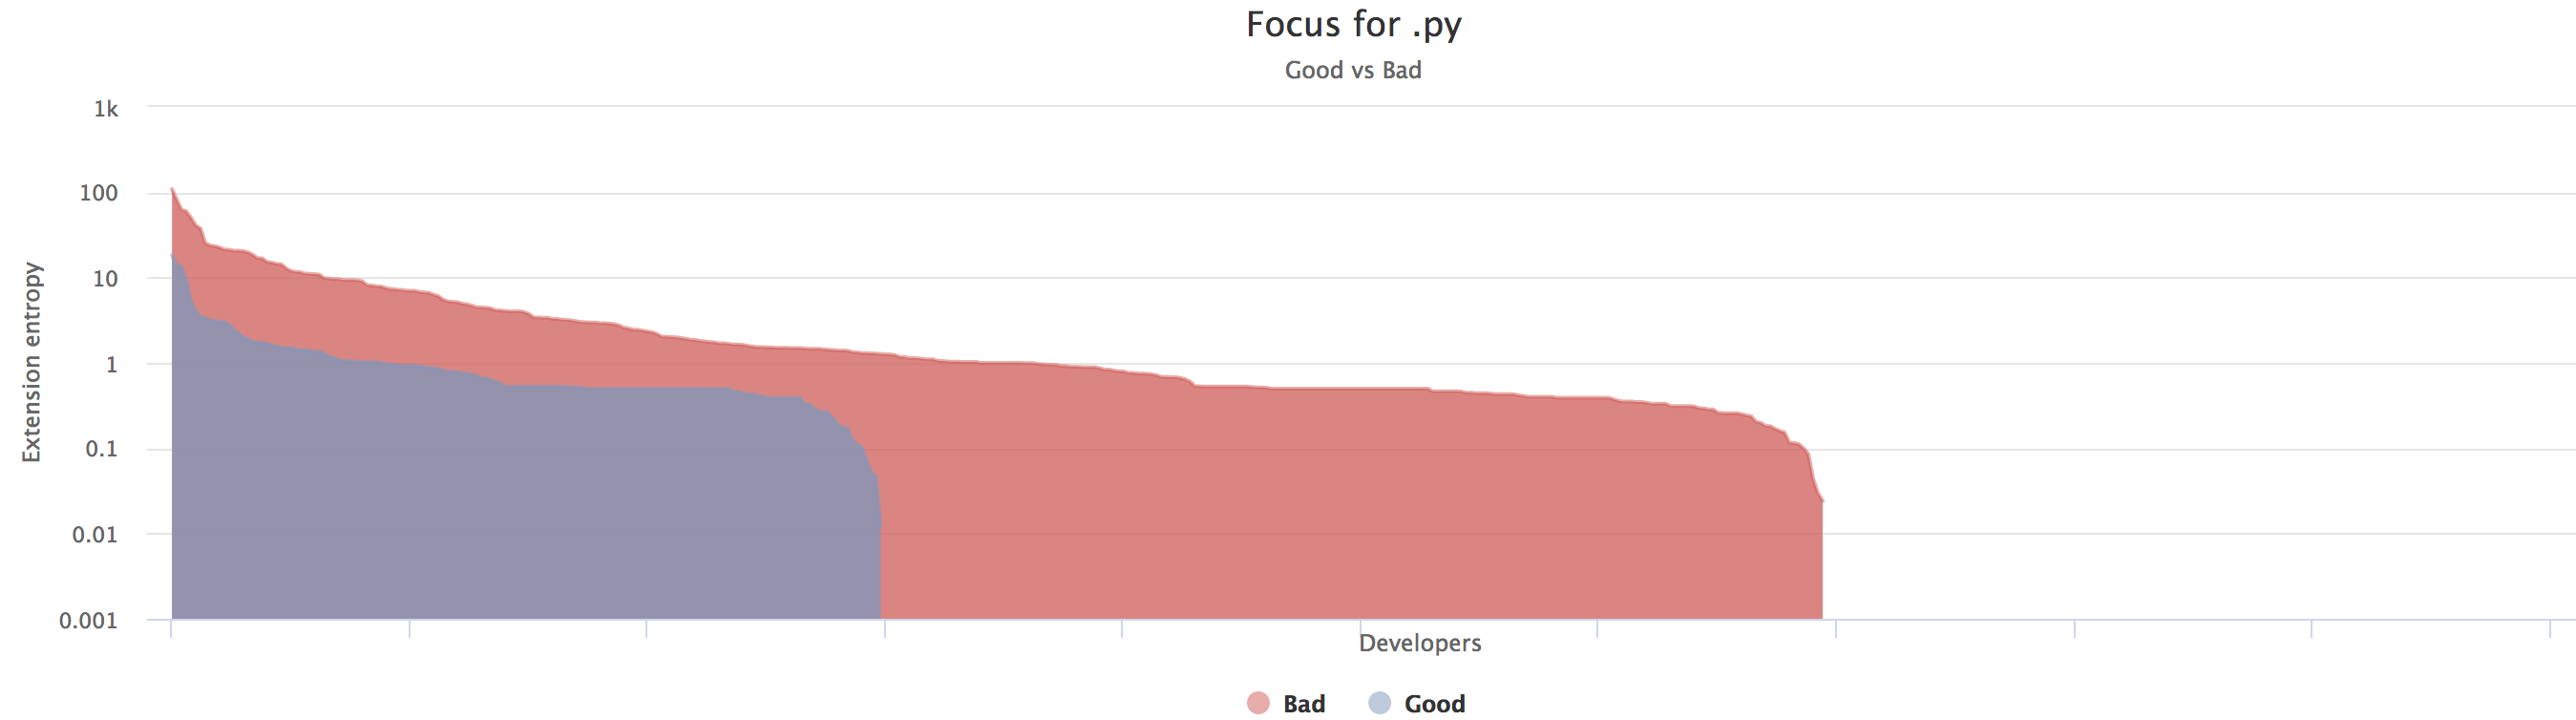 Focus for .py
Good vs Bad
Extension entropy
1k
100
10
1
0.1
0.01
0.001
Developers
Bad
Good